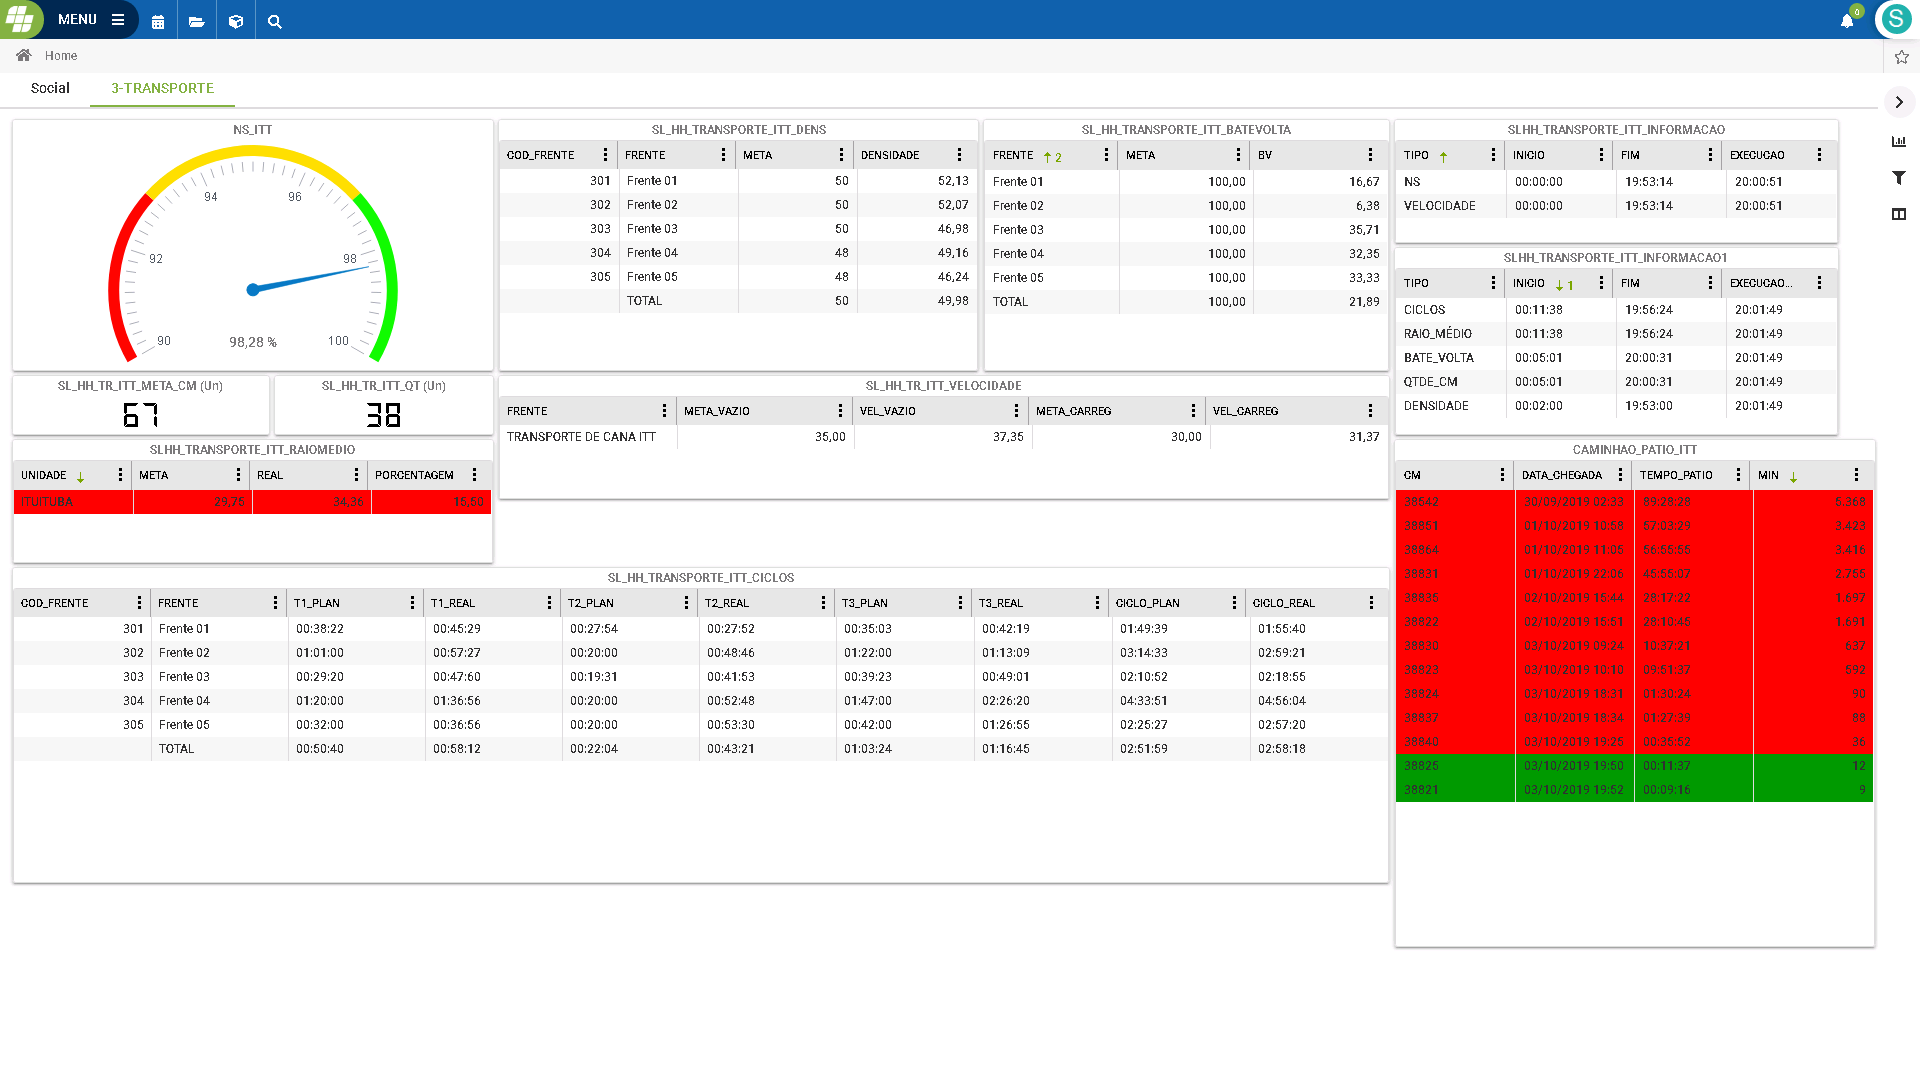 MENU
0
S
Home
Social
3-TRANSPORTE
NS_ITT
90 92 94 96 98 100
98,28 %
SL_HH_TR_ITT_META_CM (Un)
67
SL_HH_TR_ITT_QT (Un)
38
SLHH_TRANSPORTE_ITT_RAIOMEDIO
UNIDADE META REAL PORCENTAGEM
ITUIUTUBA 29,75 34,36 15,50
SL_HH_TRANSPORTE_ITT_DENS
COD_FRENTE FRENTE META DENSIDADE
301 Frente 01 50 52,13
302 Frente 02 50 52,07
303 Frente 03 50 46,98
304 Frente 04 48 49,16
305 Frente 05 48 46,24
TOTAL 50 49,98
SL_HH_TRANSPORTE_ITT_BATEVOLTA
FRENTE 2 META BV
Frente 01 100,00 16,67
Frente 02 100,00 6,38
Frente 03 100,00 35,71
Frente 04 100,00 32,35
Frente 05 100,00 33,33
TOTAL 100,00 21,89
SL_HH_TR_ITT_VELOCIDADE
FRENTE META_VAZIO VEL_VAZIO META_CARREG VEL_CARREG
TRANSPORTE DE CANA ITT 35,00 37,35 30,00 31,37
SL_HH_TRANSPORTE_ITT_CICLOS
COD_FRENTE FRENTE T1_PLAN T1_REAL T2_PLAN T2_REAL T3_PLAN T3_REAL CICLO_PLAN CICLO_REAL
301 Frente 01 00:38:22 00:45:29 00:27:54 00:27:52 00:35:03 00:42:19 01:49:39 01:55:40
302 Frente 02 01:01:00 00:57:27 00:20:00 00:48:46 01:22:00 01:13:09 03:14:33 02:59:21
303 Frente 03 00:29:20 00:47:60 00:19:31 00:41:53 00:39:23 00:49:01 02:10:52 02:18:55
304 Frente 04 01:20:00 01:36:56 00:20:00 00:52:48 01:47:00 02:26:20 04:33:51 04:56:04
305 Frente 05 00:32:00 00:36:56 00:20:00 00:53:30 00:42:00 01:26:55 02:25:27 02:57:20
TOTAL 00:50:40 00:58:12 00:22:04 00:43:21 01:03:24 01:16:45 02:51:59 02:58:18
SLHH_TRANSPORTE_ITT_INFORMACAO
TIPO INICIO FIM EXECUCAO
NS 00:00:00 19:53:14 20:00:51
VELOCIDADE 00:00:00 19:53:14 20:00:51
SLHH_TRANSPORTE_ITT_INFORMACAO1
TIPO INICIO 1 FIM EXECUCAO...
CICLOS 00:11:38 19:56:24 20:01:49
RAIO_MÉDIO 00:11:38 19:56:24 20:01:49
BATE_VOLTA 00:05:01 20:00:31 20:01:49
QTDE_CM 00:05:01 20:00:31 20:01:49
DENSIDADE 00:02:00 19:53:00 20:01:49
CAMINHAO_PATIO_ITT
CM DATA_CHEGADA TEMPO_PATIO MIN
38842 30/09/2019 02:33 89:28:28 5.368
38851 01/10/2019 10:58 57:03:29 3.423
38864 01/10/2019 11:05 56:55:55 3.416
38831 01/10/2019 22:06 45:55:07 2.755
38835 02/10/2019 15:44 28:17:22 1.697
38822 02/10/2019 15:51 28:10:45 1.691
38830 03/10/2019 09:24 10:37:21 637
38823 03/10/2019 10:10 09:51:37 592
38824 03/10/2019 18:31 01:30:24 90
38837 03/10/2019 18:34 01:27:39 88
38840 03/10/2019 19:25 00:35:52 36
38825 03/10/2019 19:50 00:11:37 12
38821 03/10/2019 19:52 00:09:16 9